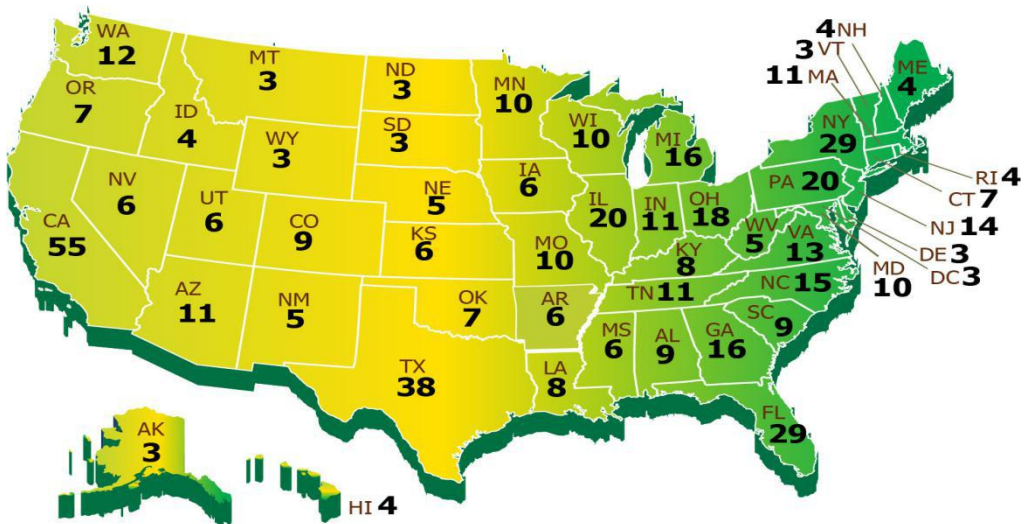 WA
12
OR
7
CA
55
NV
6
ID
4
MT
3
WY
3
UT
6
CO
9
AZ
11
NM
5
ND
3
SD
3
NE
5
KS
6
OK
7
TX
38
MN
10
IA
6
MO
10
AR
6
LA
8
WI
10
IL
20
MI
16
IN
11
OH
18
KY
8
TN 11
MS
6
AL
9
GA
16
FL
29
SC
9
NC 15
VA
13
WV
5
PA 20
NY
29
ME
4
4 NH
3 VT
11 MA
RI 4
CT 7
NJ 14
DE 3
DC 3
MD
10
AK
3
HI 4